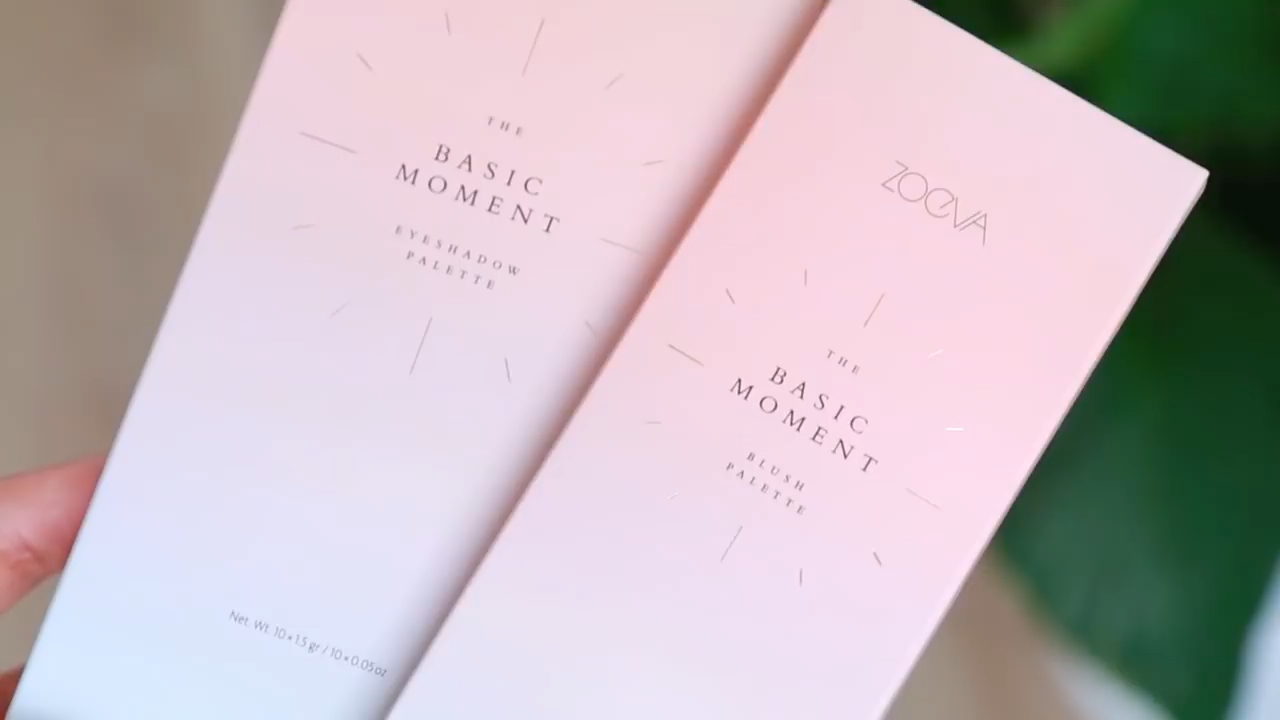 THE
BASIC
MOMENT
EYESHADOW
PALETTE
Net. Wt. 10 x 1.5 gr / 10 x 0.05 oz
ZOEVA
THE
BASIC
MOMENT
BLUSH
PALETTE